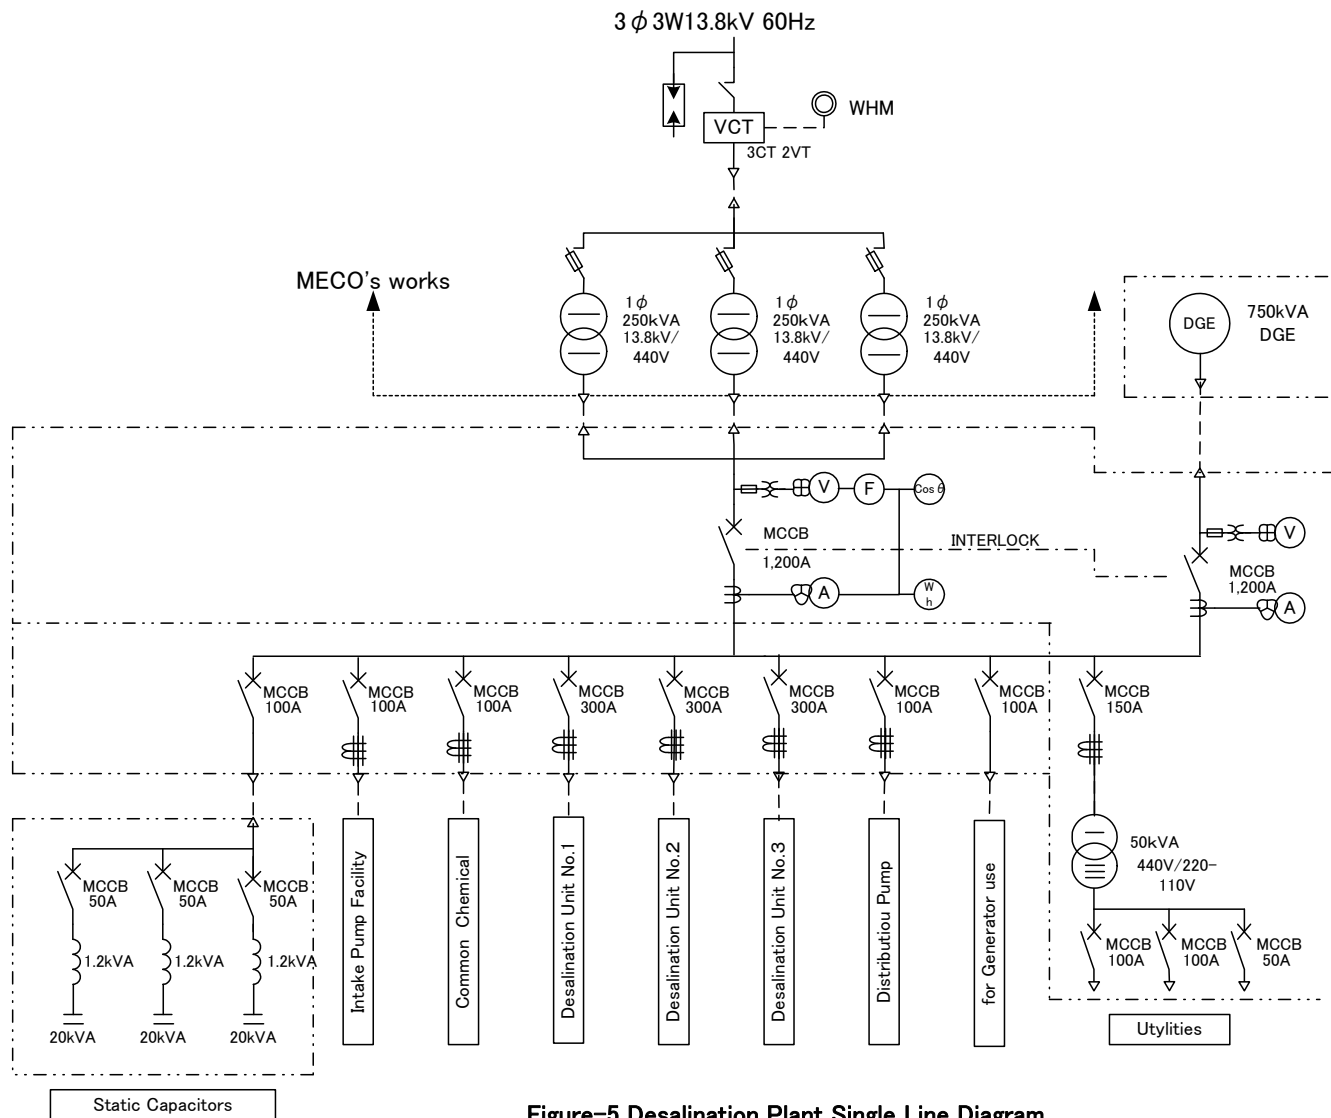 3φ3W13.8kV 60Hz
WHM
VCT
3CT 2VT
MECO's works
1φ
250kVA
13.8kV/
440V
1φ
250kVA
13.8kV/
440V
1φ
250kVA
13.8kV/
440V
DGE
750kVA
DGE
V
F
Cosθ
MCCB
1,200A
INTERLOCK
A
W
h
V
MCCB
1,200A
A
MCCB
100A
MCCB
100A
MCCB
100A
MCCB
300A
MCCB
300A
MCCB
300A
MCCB
100A
MCCB
100A
MCCB
150A
MCCB
50A
MCCB
50A
MCCB
50A
1.2kVA
1.2kVA
1.2kVA
20kVA
20kVA
20kVA
Static Capacitors
Intake Pump Facility
Common Chemical
Desalination Unit No.1
Desalination Unit No.2
Desalination Unit No.3
Distributiou Pump
for Generator use
50kVA
440V/220-
110V
MCCB
100A
MCCB
100A
MCCB
50A
Utylities
Figure-5 Desalination Plant Single Line Diagram